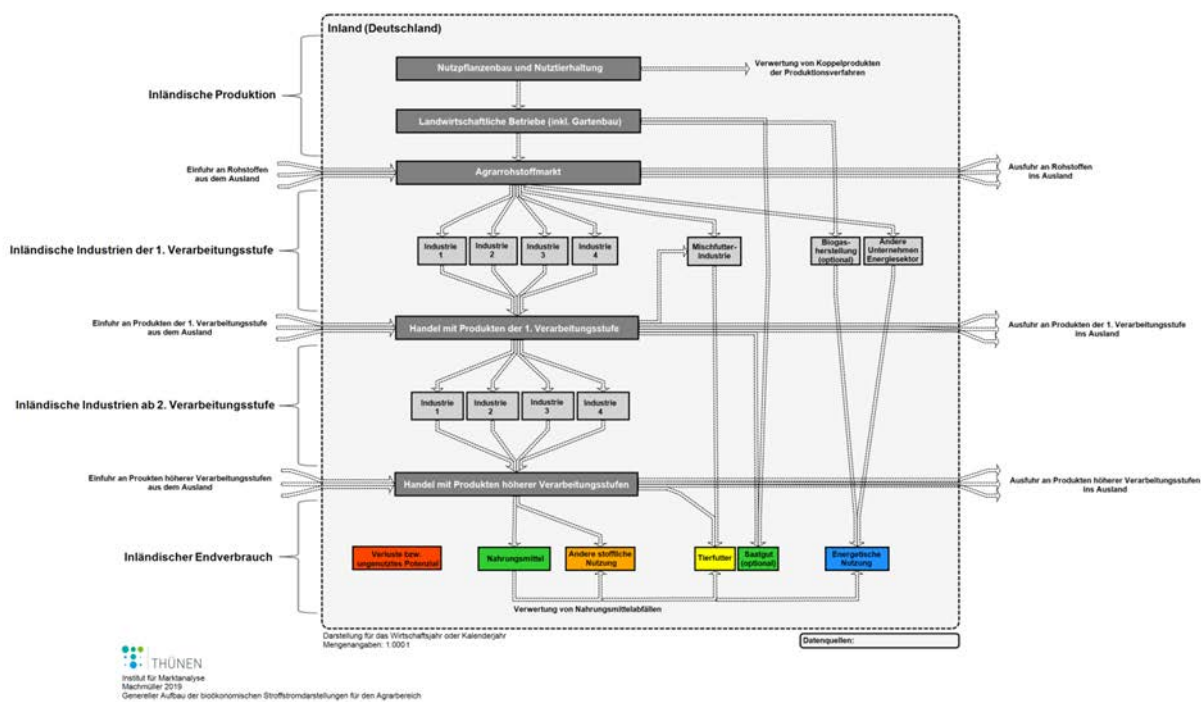 Inland (Deutschland)
Nutzpflanzenbau und Nutztierhaltung
Verwertung von Koppelprodukten
der Produktionsverfahren
Inländische Produktion
Landwirtschaftliche Betriebe (inkl. Gartenbau)
Einfuhr an Rohstoffen
aus dem Ausland
Agrarrohstoffmarkt
Ausfuhr an Rohstoffen
ins Ausland
Inländische Industrien der 1. Verarbeitungsstufe
Industrie
1
Industrie
2
Industrie
3
Industrie
4
Mischfutter-
industrie
Biogas-
herstellung
(optional)
Andere
Unternehmen
Energiesektor
Einfuhr an Produkten der 1. Verarbeitungsstufe
aus dem Ausland
Handel mit Produkten der 1. Verarbeitungsstufe
Ausfuhr an Produkten der 1. Verarbeitungsstufe
ins Ausland
Inländische Industrien ab 2. Verarbeitungsstufe
Industrie
1
Industrie
2
Industrie
3
Industrie
4
Einfuhr an Proukten höherer Verarbeitungsstufen
aus dem Ausland
Handel mit Produkten höherer Verarbeitungsstufen
Ausfuhr an Produkten höherer Verarbeitungsstufen
ins Ausland
Inländischer Endverbrauch
Verluste bzw.
ungenutztes Potenzial
Nahrungsmittel
Andere stoffliche
Nutzung
Tierfutter
Saatgut
(optional)
Energetische
Nutzung
Verwertung von Nahrungsmittelabfällen
Darstellung für das Wirtschaftsjahr oder Kalenderjahr
Mengenangaben: 1.000 t
Datenquellen:
THÜNEN
Institut für Marktanalyse
Machmüller 2019
Genereller Aufbau der bioökonomischen Stroffstromdarstellungen für den Agrarbereich